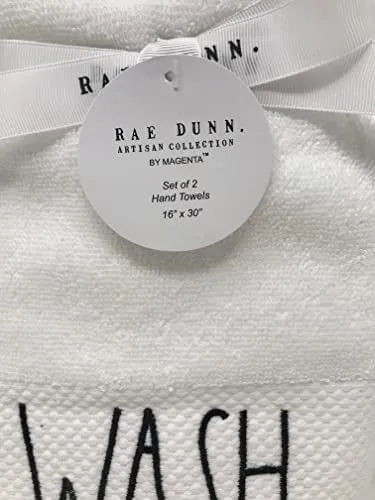 RAE DUNN.
RAE DUNN.
ARTISAN COLLECTION
BY MAGENTA™
Set of 2
Hand Towels
16" x 30"
WASH